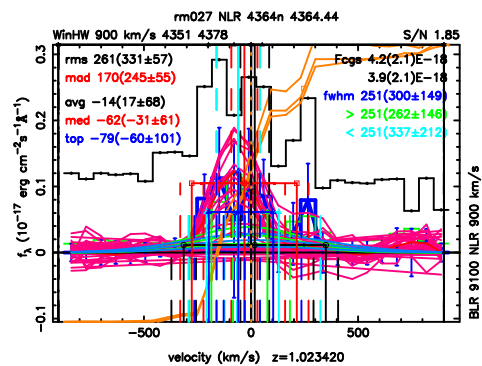 rm027 NLR 4364n 4364.44
WinHW 900 km/s 4351 4378 S/N 1.85
rms 261(331±57) Fcgs 4.2(2.1)E-18
mad 170(245±55) 3.9(2.1)E-18
avg -14(17±68) fwhm 251(300±149)
med -62(-31±61) > 251(262±146)
top -79(-60±101) < 251(337±212)
0.3
0.2
0.1
0.0
-0.1
fλ (10⁻¹⁷ erg cm⁻²s⁻¹Å⁻¹)
BLR 9100 NLR 900 km/s
-500 0 500
velocity (km/s) z=1.023420